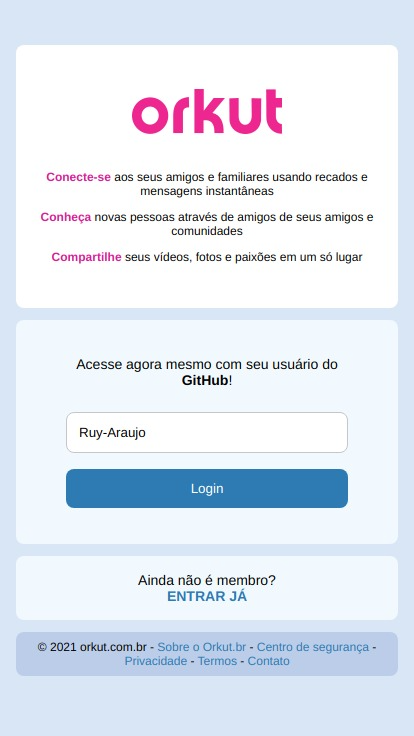 orkut
Conecte-se aos seus amigos e familiares usando recados e
mensagens instantâneas
Conheça novas pessoas através de amigos de seus amigos e
comunidades
Compartilhe seus vídeos, fotos e paixões em um só lugar
Acesse agora mesmo com seu usuário do
GitHub!
Ruy-Araujo
Login
Ainda não é membro?
ENTRAR JÁ
© 2021 orkut.com.br - Sobre o Orkut.br - Centro de segurança -
Privacidade - Termos - Contato